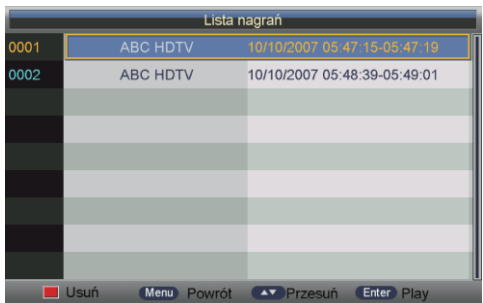 Lista nagrań
0001 ABC HDTV 10/10/2007 05:47:15-05:47:19
0002 ABC HDTV 10/10/2007 05:48:39-05:49:01
Usuń Menu Powrót Przesuń Enter Play